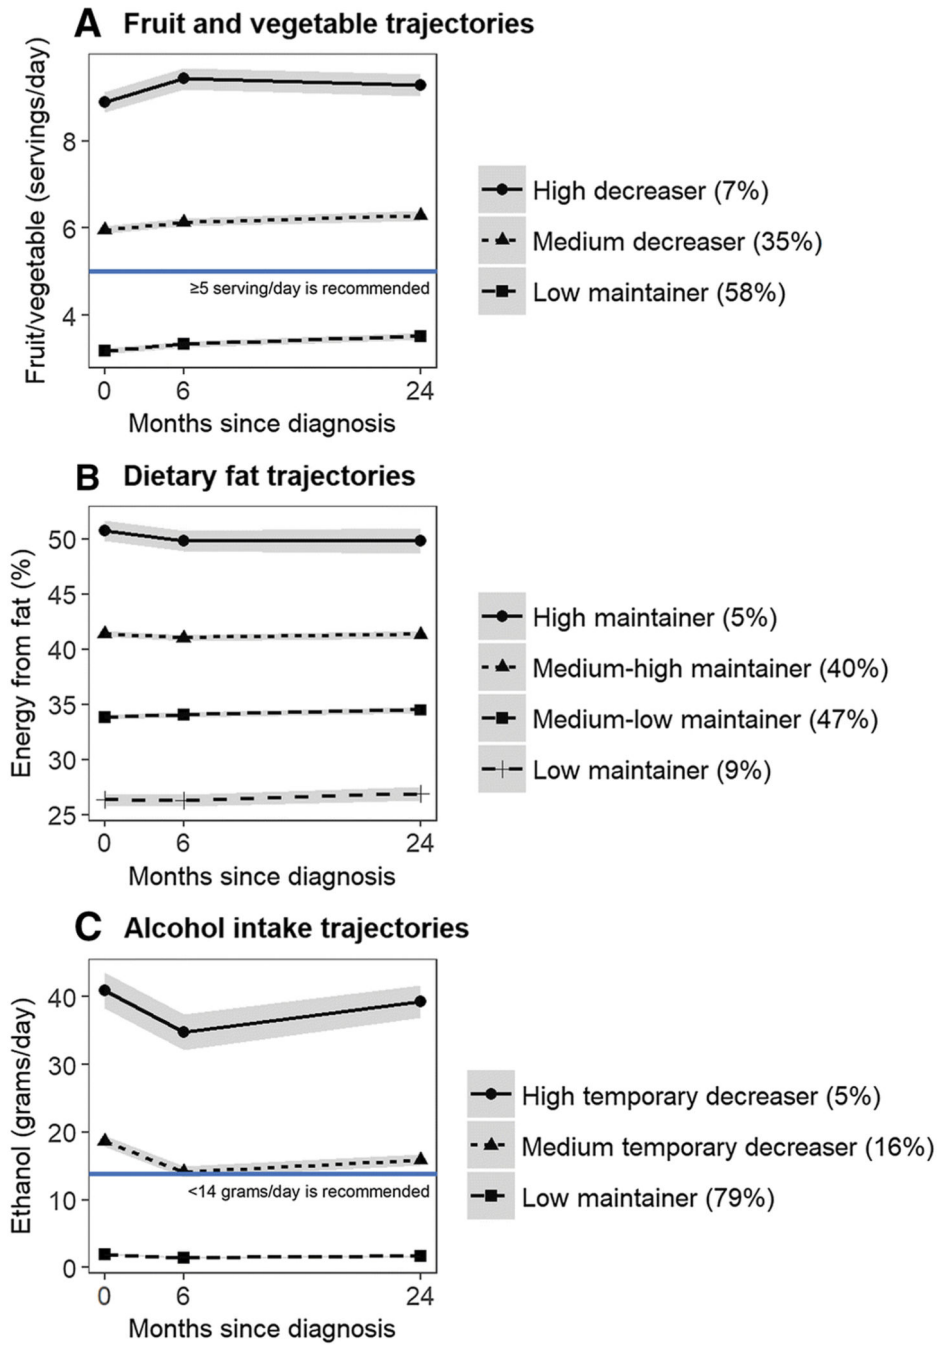 A Fruit and vegetable trajectories
Fruit/vegetable (servings/day)
8
6
4
≥5 serving/day is recommended
0 6 24
Months since diagnosis
High decreaser (7%)
Medium decreaser (35%)
Low maintainer (58%)
B Dietary fat trajectories
Energy from fat (%)
50
45
40
35
30
25
0 6 24
Months since diagnosis
High maintainer (5%)
Medium-high maintainer (40%)
Medium-low maintainer (47%)
Low maintainer (9%)
C Alcohol intake trajectories
Ethanol (grams/day)
40
30
20
10
0
<14 grams/day is recommended
0 6 24
Months since diagnosis
High temporary decreaser (5%)
Medium temporary decreaser (16%)
Low maintainer (79%)